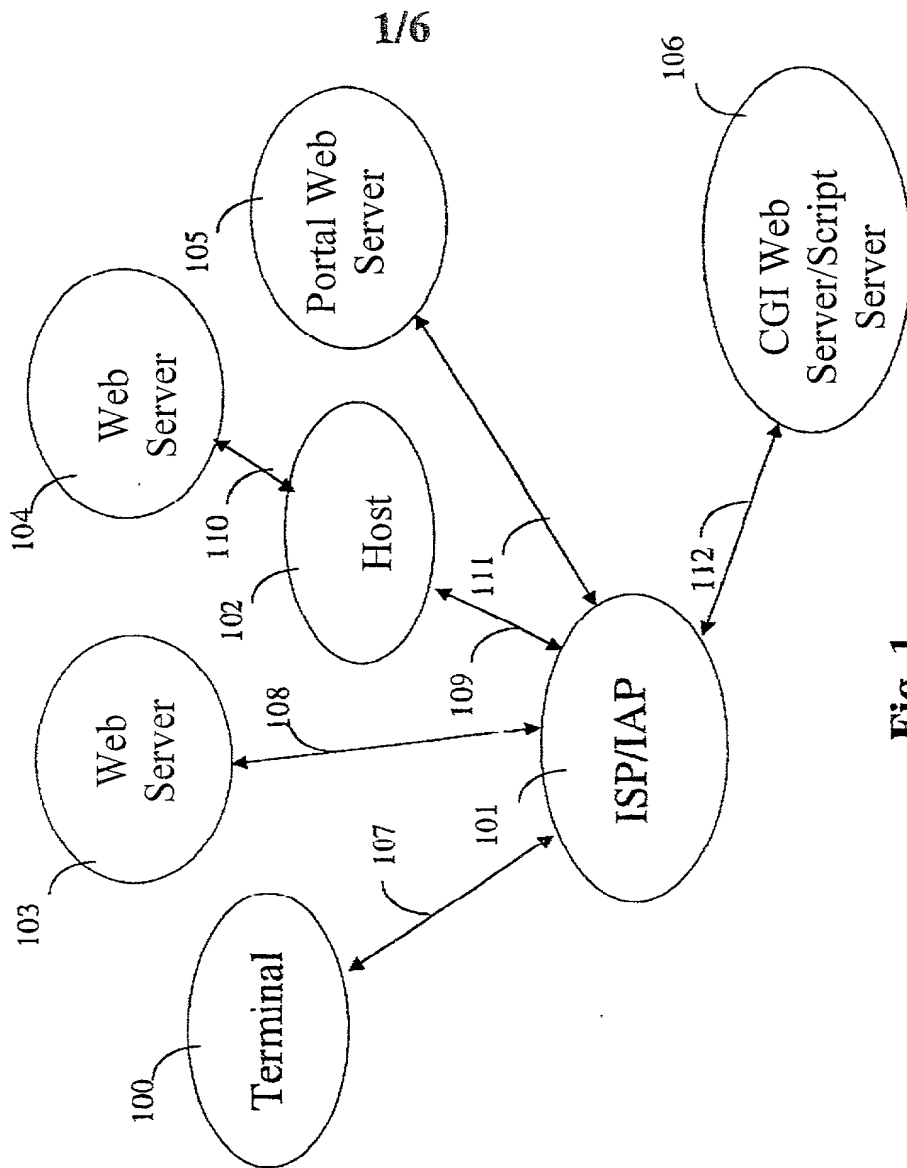 1/6
100
Terminal
103
Web
Server
104
Web
Server
105
Portal Web
Server
106
CGI Web
Server/Script
Server
102
Host
101
ISP/IAP
107
108
109
110
111
112
Fig. 1